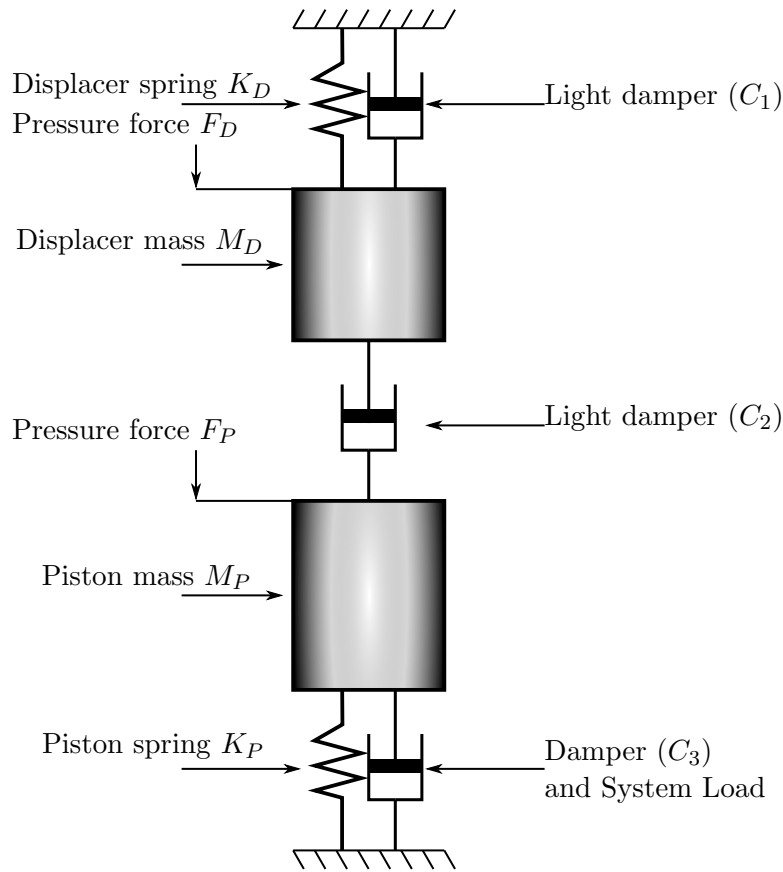 Displacer spring $K_D$
Pressure force $F_D$
Light damper ($C_1$)
Displacer mass $M_D$
Light damper ($C_2$)
Pressure force $F_P$
Piston mass $M_P$
Piston spring $K_P$
Damper ($C_3$)
and System Load